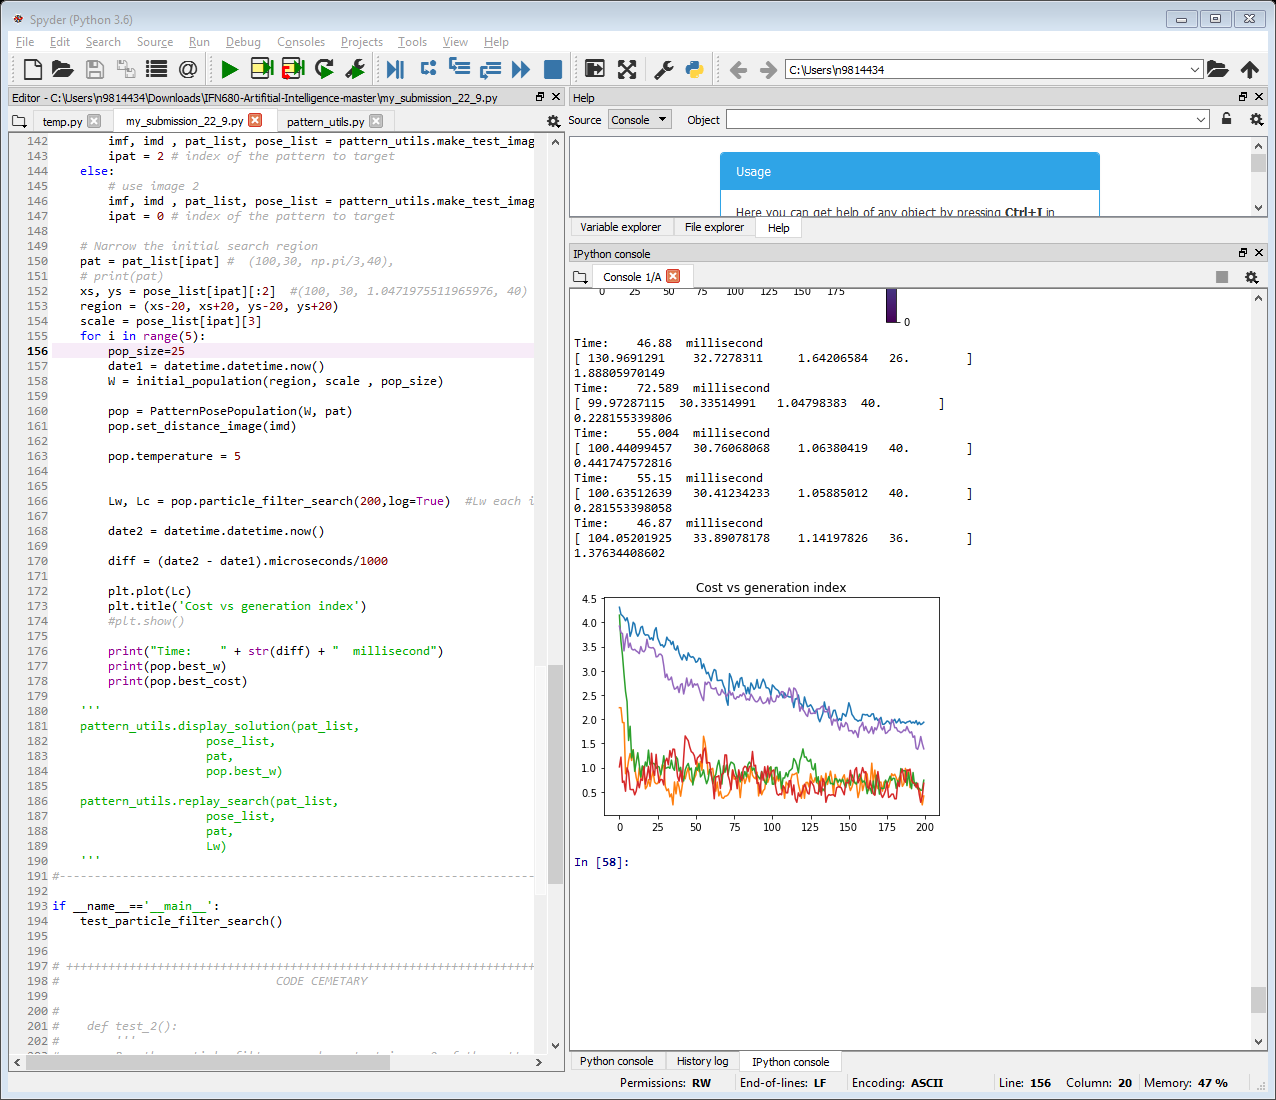 Spyder (Python 3.6)
File Edit Search Source Run Debug Consoles Projects Tools View Help
C:\Users\n9814434
Editor - C:\Users\n9814434\Downloads\IFN680-Artifitial-Intelligence-master\my_submission_22_9.py
temp.py my_submission_22_9.py pattern_utils.py
142 imf, imd , pat_list, pose_list = pattern_utils.make_test_imag
143 ipat = 2 # index of the pattern to target
144 else:
145 # use image 2
146 imf, imd , pat_list, pose_list = pattern_utils.make_test_imag
147 ipat = 0 # index of the pattern to target
148
149 # Narrow the initial search region
150 pat = pat_list[ipat] # (100,30, np.pi/3,40),
151 # print(pat)
152 xs, ys = pose_list[ipat][:2] #(100, 30, 1.0471975511965976, 40)
153 region = (xs-20, xs+20, ys-20, ys+20)
154 scale = pose_list[ipat][3]
155 for i in range(5):
156 pop_size=25
157 date1 = datetime.datetime.now()
158 W = initial_population(region, scale , pop_size)
159
160 pop = PatternPosePopulation(W, pat)
161 pop.set_distance_image(imd)
162
163 pop.temperature = 5
164
165
166 Lw, Lc = pop.particle_filter_search(200,log=True) #Lw each i
167
168 date2 = datetime.datetime.now()
169
170 diff = (date2 - date1).microseconds/1000
171
172 plt.plot(Lc)
173 plt.title('Cost vs generation index')
174 #plt.show()
175
176 print("Time: " + str(diff) + " millisecond")
177 print(pop.best_w)
178 print(pop.best_cost)
179
180 '''
181 pattern_utils.display_solution(pat_list,
182 pose_list,
183 pat,
184 pop.best_w)
185
186 pattern_utils.replay_search(pat_list,
187 pose_list,
188 pat,
189 Lw)
190 '''
191 #------------------------------------------------------------------
192
193 if __name__=='__main__':
194 test_particle_filter_search()
195
196
197 # ++++++++++++++++++++++++++++++++++++++++++++++++++++++++++++++++++
198 # CODE CEMETARY
199
200 #
201 # def test_2():
202 # '''
Help
Source Console Object
Usage
Here you can get help of any object by pressing Ctrl+I in
Variable explorer File explorer Help
IPython console
Console 1/A
0 25 50 75 100 125 150 175
0
Time: 46.88 millisecond
[ 130.9691291 32.7278311 1.64206584 26. ]
1.88805970149
Time: 72.589 millisecond
[ 99.97287115 30.33514991 1.04798383 40. ]
0.228155339806
Time: 55.004 millisecond
[ 100.44099457 30.76068068 1.06380419 40. ]
0.441747572816
Time: 55.15 millisecond
[ 100.63512639 30.41234233 1.05885012 40. ]
0.281553398058
Time: 46.87 millisecond
[ 104.05201925 33.89078178 1.14197826 36. ]
1.37634408602
Cost vs generation index
4.5
4.0
3.5
3.0
2.5
2.0
1.5
1.0
0.5
0 25 50 75 100 125 150 175 200
In [58]:
Python console History log IPython console
Permissions: RW End-of-lines: LF Encoding: ASCII Line: 156 Column: 20 Memory: 47 %